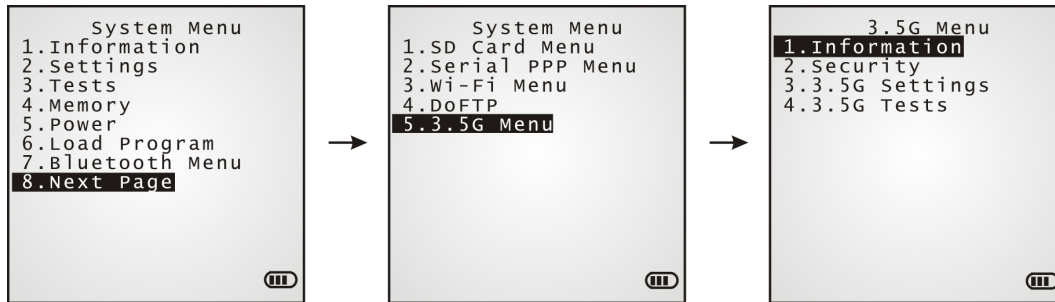 System Menu
1.Information
2.Settings
3.Tests
4.Memory
5.Power
6.Load Program
7.Bluetooth Menu
8.Next Page
System Menu
1.SD Card Menu
2.Serial PPP Menu
3.Wi-Fi Menu
4.DoFTP
5.3.5G Menu
3.5G Menu
1.Information
2.Security
3.3.5G Settings
4.3.5G Tests